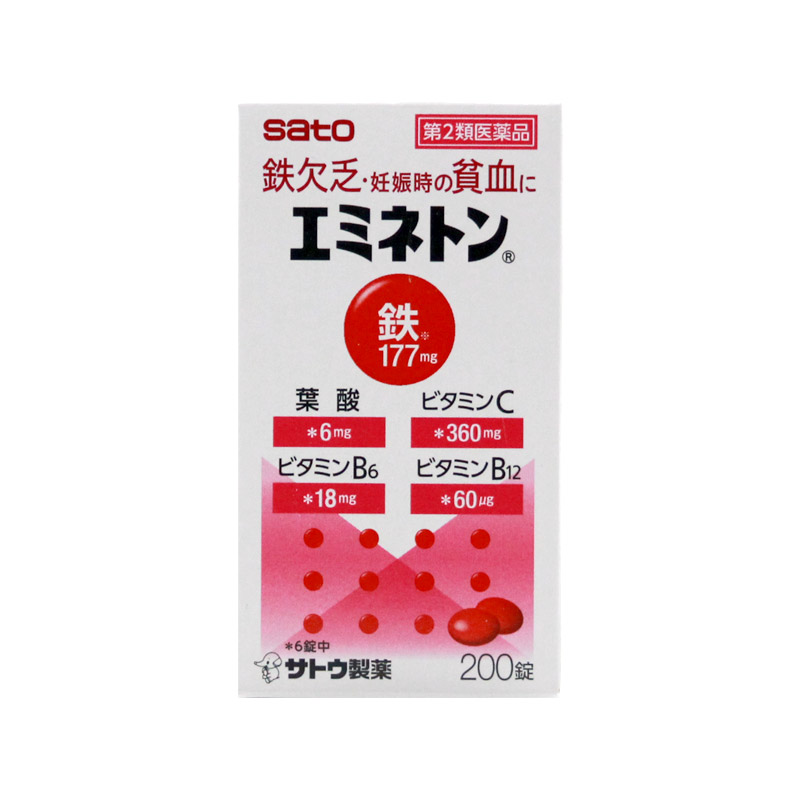 sato
第2類医薬品
鉄欠乏・妊娠時の貧血に
エミネトン®
鉄※
177mg
葉酸
*6mg
ビタミンC
*360mg
ビタミンB6
*18mg
ビタミンB12
*60μg
*6錠中
サトウ製薬
200錠